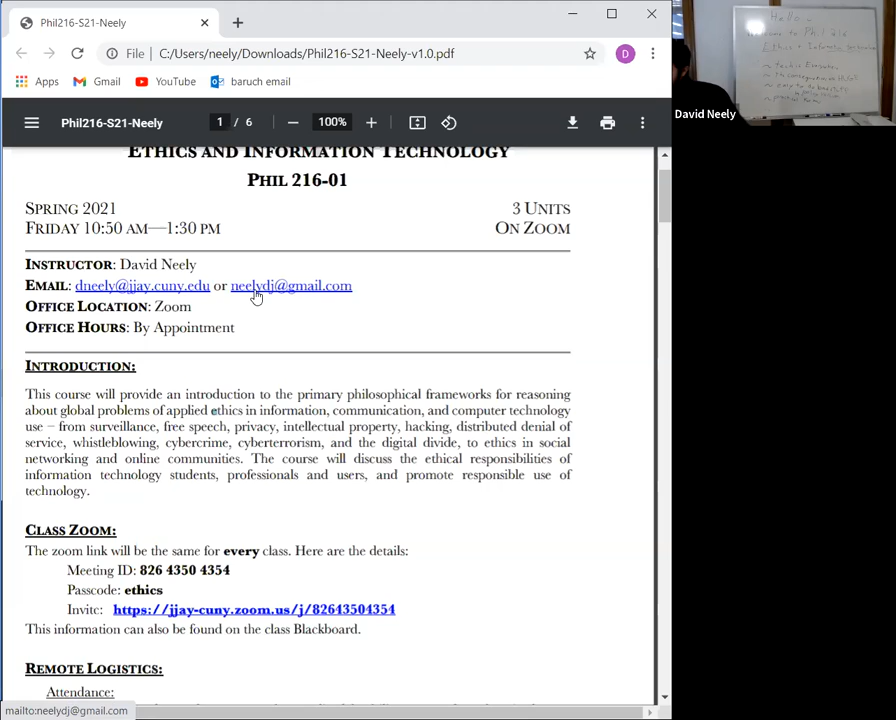 Phil216-S21-Neely
File
C:/Users/neely/Downloads/Phil216-S21-Neely-v1.0.pdf
D
Apps
Gmail
YouTube
baruch email
Phil216-S21-Neely
1 / 6
100%
Hello
Phil 216
David Neely
ETHICS AND INFORMATION TECHNOLOGY
PHIL 216-01
SPRING 2021
3 UNITS
FRIDAY 10:50 AM—1:30 PM
ON ZOOM
INSTRUCTOR: David Neely
EMAIL: dneely@jjay.cuny.edu or neelydj@gmail.com
OFFICE LOCATION: Zoom
OFFICE HOURS: By Appointment
INTRODUCTION:
This course will provide an introduction to the primary philosophical frameworks for reasoning
about global problems of applied ethics in information, communication, and computer technology
use – from surveillance, free speech, privacy, intellectual property, hacking, distributed denial of
service, whistleblowing, cybercrime, cyberterrorism, and the digital divide, to ethics in social
networking and online communities. The course will discuss the ethical responsibilities of
information technology students, professionals and users, and promote responsible use of
technology.
CLASS ZOOM:
The zoom link will be the same for every class. Here are the details:
Meeting ID: 826 4350 4354
Passcode: ethics
Invite: https://jjay-cuny.zoom.us/j/82643504354
This information can also be found on the class Blackboard.
REMOTE LOGISTICS:
Attendance:
mailto:neelydj@gmail.com